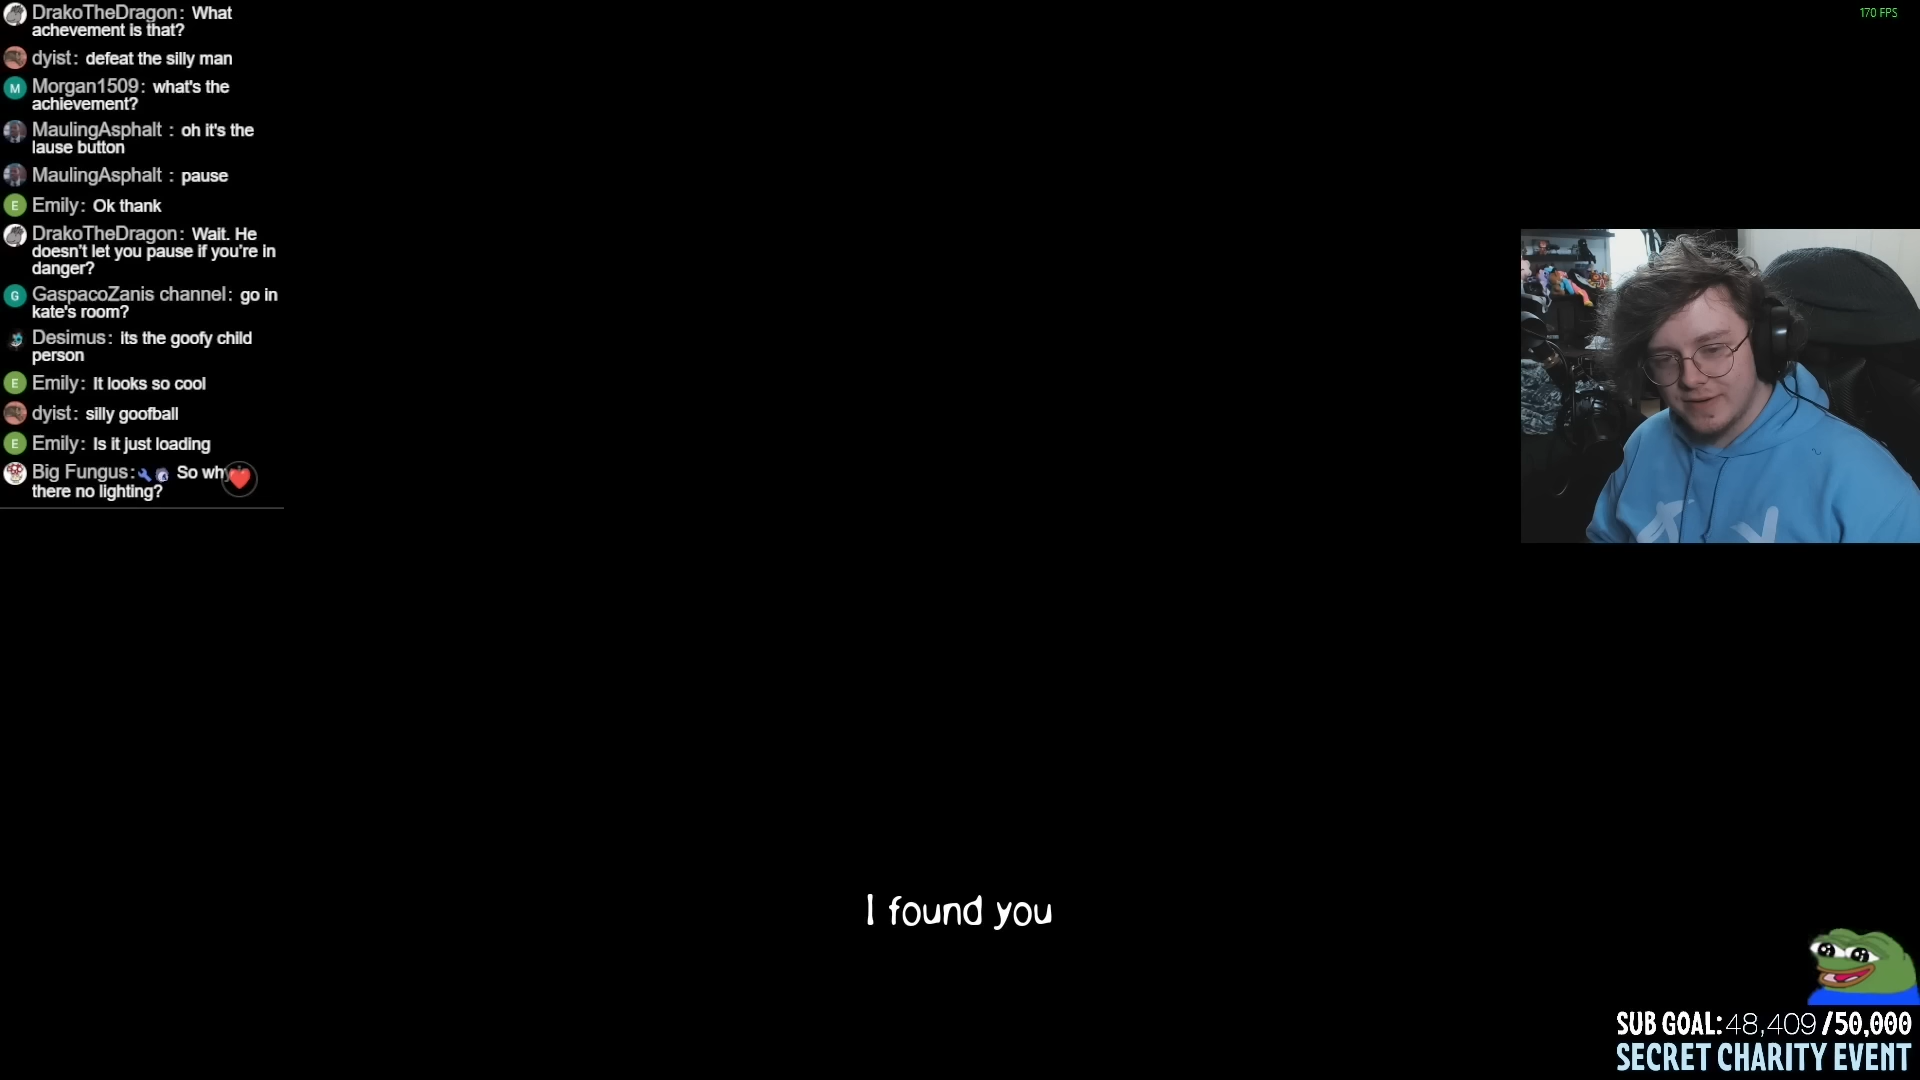 DrakoTheDragon: What
achevement is that?
dyist: defeat the silly man
M Morgan1509: what's the
achievement?
MaulingAsphalt : oh it's the
lause button
MaulingAsphalt : pause
E Emily: Ok thank
DrakoTheDragon: Wait. He
doesn't let you pause if you're in
danger?
G GaspacoZanis channel: go in
kate's room?
Desimus: its the goofy child
person
E Emily: It looks so cool
dyist: silly goofball
E Emily: Is it just loading
Big Fungus: So why
there no lighting?
170 FPS
I found you
SUB GOAL: 48,409 /50,000
SECRET CHARITY EVENT